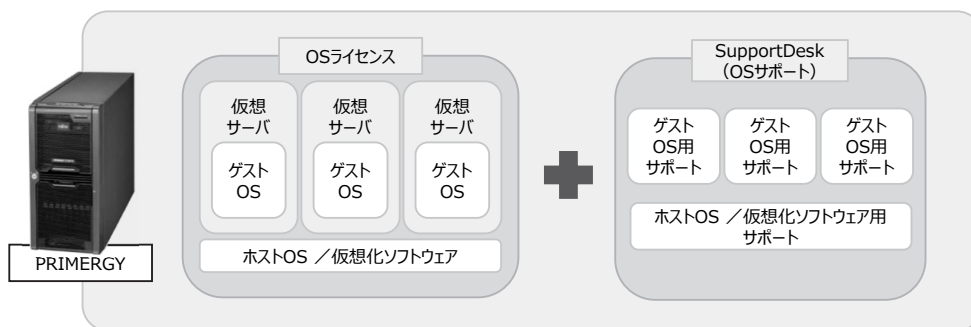 OSライセンス
仮想
サーバ
仮想
サーバ
仮想
サーバ
ゲスト
OS
ゲスト
OS
ゲスト
OS
ホストOS ／仮想化ソフトウェア
SupportDesk
（OSサポート）
ゲスト
OS用
サポート
ゲスト
OS用
サポート
ゲスト
OS用
サポート
ホストOS ／仮想化ソフトウェア用
サポート
PRIMERGY